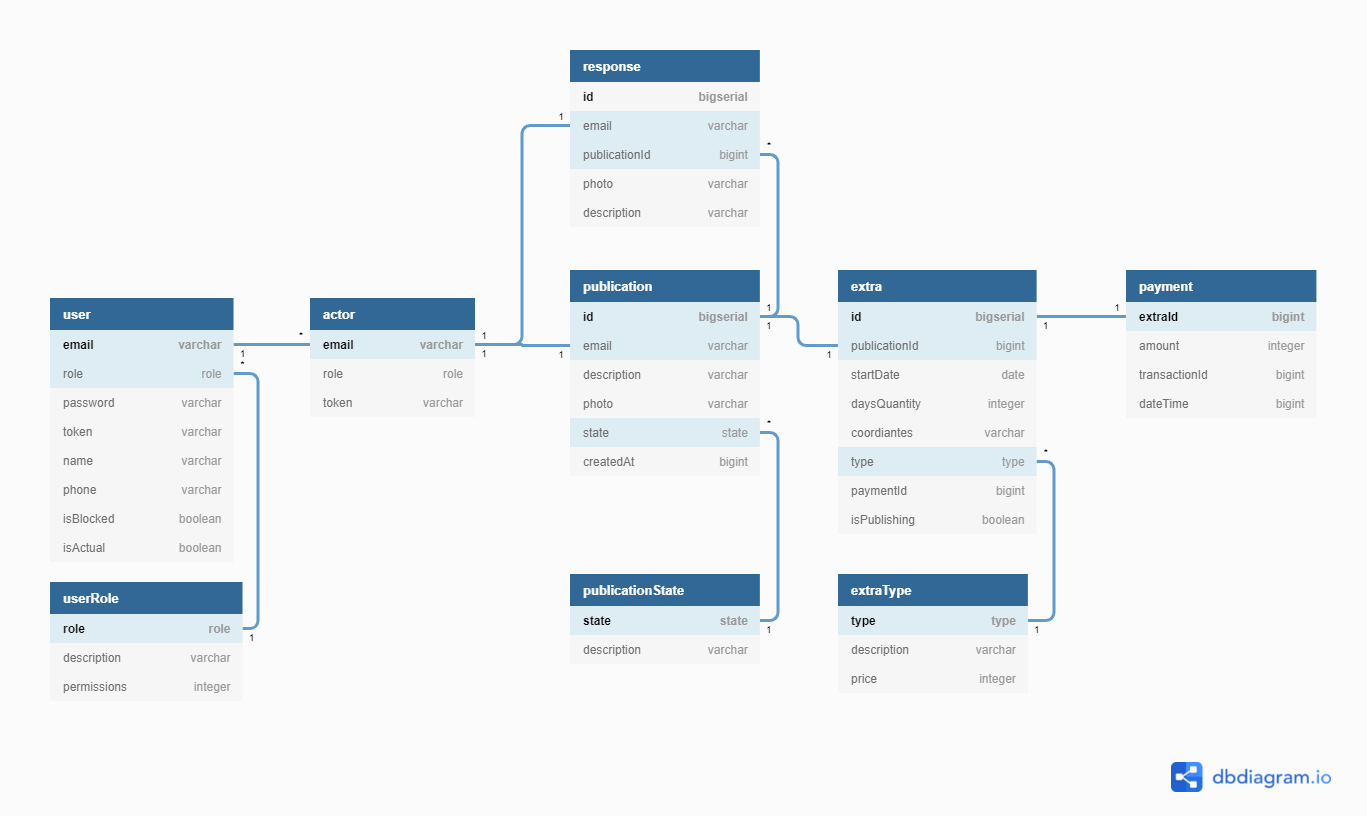 response
id bigserial
email varchar
publicationId bigint
photo varchar
description varchar
user
email varchar
role role
password varchar
token varchar
name varchar
phone varchar
isBlocked boolean
isActual boolean
userRole
role role
description varchar
permissions integer
actor
email varchar
role role
token varchar
publication
id bigserial
email varchar
description varchar
photo varchar
state state
createdAt bigint
publicationState
state state
description varchar
extra
id bigserial
publicationId bigint
startDate date
daysQuantity integer
coordiantes varchar
type type
paymentId bigint
isPublishing boolean
extraType
type type
description varchar
price integer
payment
extraId bigint
amount integer
transactionId bigint
dateTime bigint
1
*
1
*
*
1
1
1
1
1
1
1
*
1
*
1
1
1
*
1
dbdiagram.io